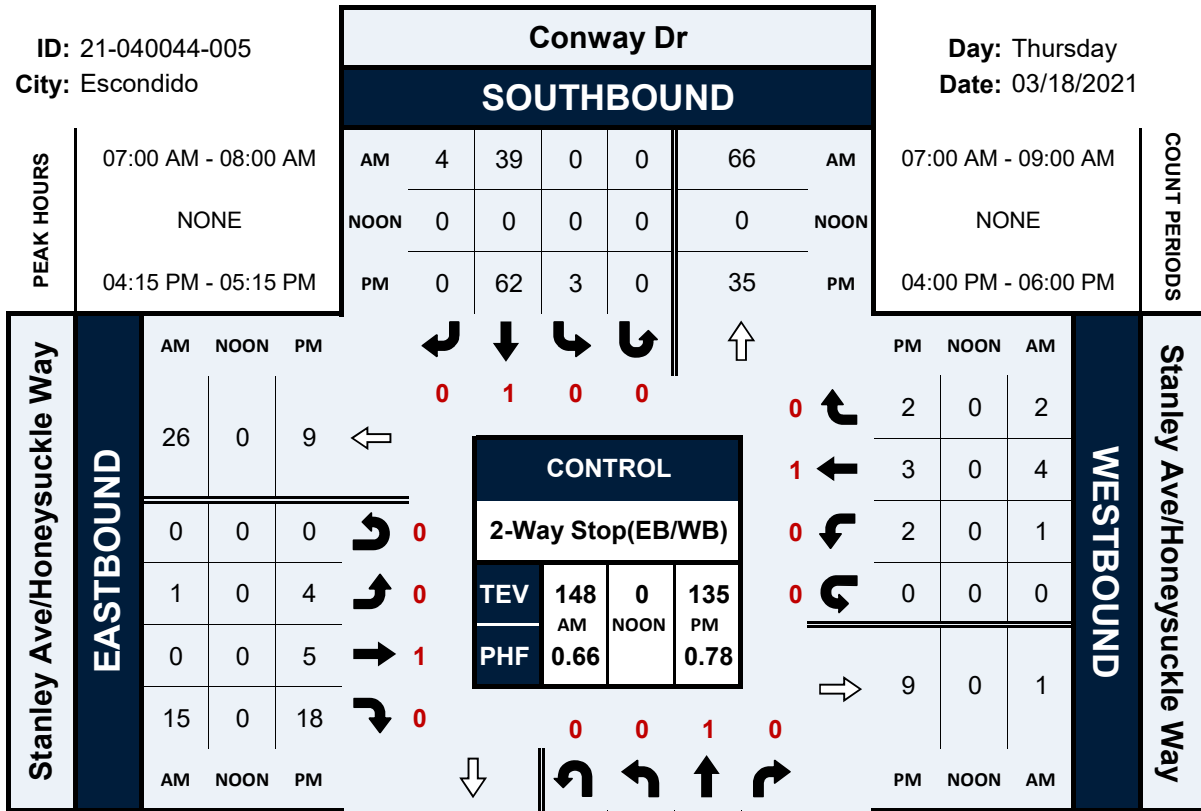 ID: 21-040044-005
City: Escondido
Conway Dr
SOUTHBOUND
Day: Thursday
Date: 03/18/2021
PEAK HOURS
07:00 AM - 08:00 AM
NONE
04:15 PM - 05:15 PM
AM 4 39 0 0 66 AM
NOON 0 0 0 0 0 NOON
PM 0 62 3 0 35 PM
07:00 AM - 09:00 AM
NONE
04:00 PM - 06:00 PM
COUNT PERIODS
0 1 0 0
Stanley Ave/Honeysuckle Way
EASTBOUND
AM NOON PM
26 0 9
0 0 0 0
1 0 4 0
0 0 5 1
15 0 18 0
AM NOON PM
CONTROL
2-Way Stop(EB/WB)
TEV 148 0 135
AM NOON PM
PHF 0.66 0.78
PM NOON AM
0 2 0 2
1 3 0 4
0 2 0 1
0 0 0 0
9 0 1
PM NOON AM
WESTBOUND
Stanley Ave/Honeysuckle Way
0 0 1 0